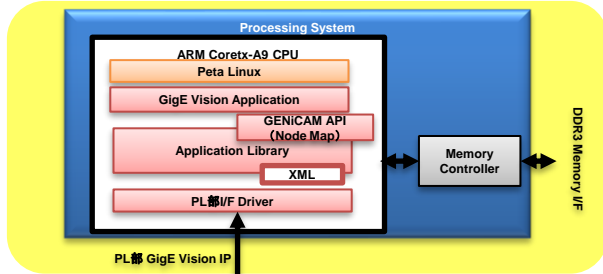 Processing System
ARM Coretx-A9 CPU
Peta Linux
GigE Vision Application
GENiCAM API
（Node Map）
Application Library
XML
PL部I/F Driver
Memory
Controller
DDR3 Memory I/F
PL部 GigE Vision IP